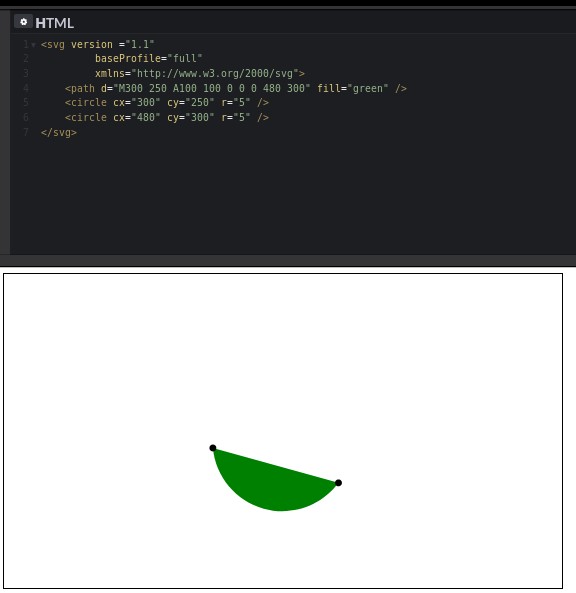 HTML
1 <svg version ="1.1"
2 baseProfile="full"
3 xmlns="http://www.w3.org/2000/svg">
4 <path d="M300 250 A100 100 0 0 0 480 300" fill="green" />
5 <circle cx="300" cy="250" r="5" />
6 <circle cx="480" cy="300" r="5" />
7 </svg>